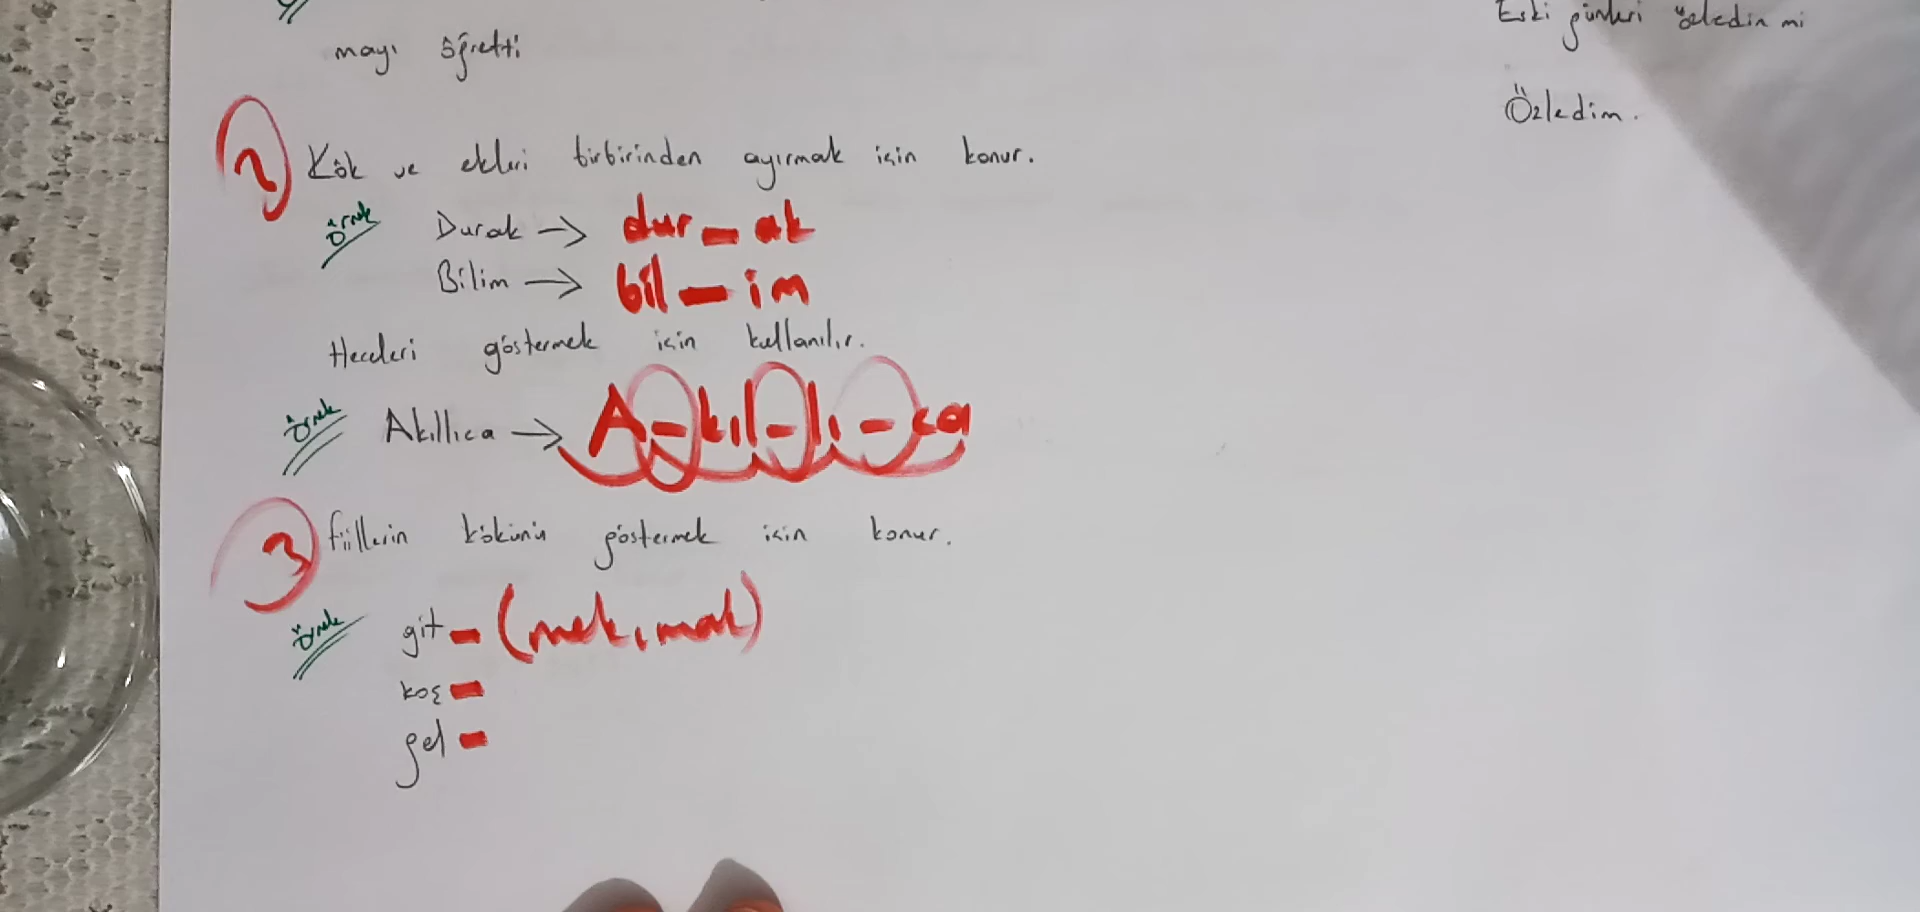 mayı öğretti
2 Kök ve ekleri birbirinden ayırmak için konur.
Örnek Durak → dur - ak
Bilim → bil - im
Heceleri göstermek için kullanılır.
Örnek Akıllıca → A - kıl - lı - ca
3 fiillerin kökünü göstermek için konur.
Örnek git - (mek, mak)
koş -
gel -
Eski günleri özledin mi
Özledim.